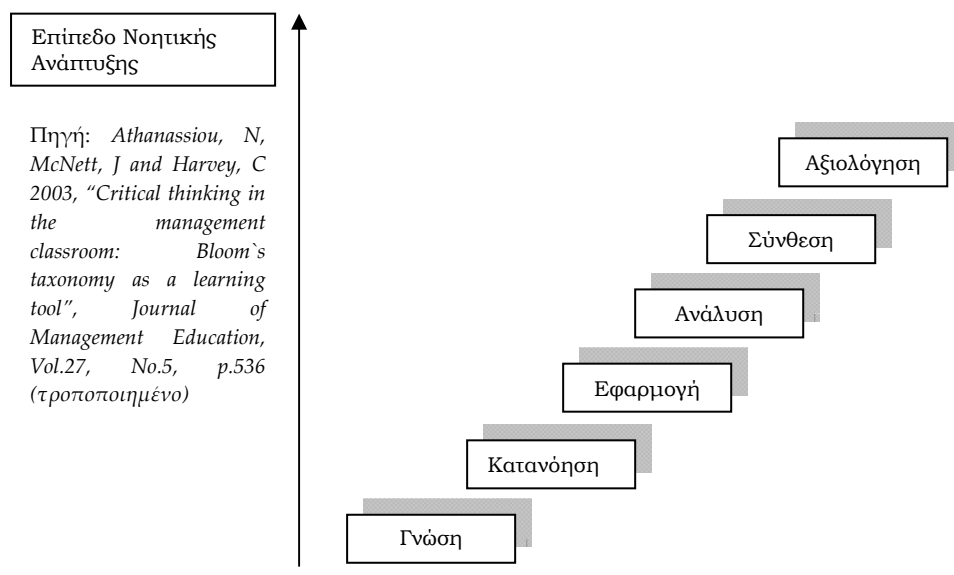 Επίπεδο Νοητικής
Ανάπτυξης
Πηγή: Athanassiou, N,
McNett, J and Harvey, C
2003, “Critical thinking in
the management
classroom: Bloom`s
taxonomy as a learning
tool”, Journal of
Management Education,
Vol.27, No.5, p.536
(τροποποιημένο)
Αξιολόγηση
Σύνθεση
Ανάλυση
Εφαρμογή
Κατανόηση
Γνώση